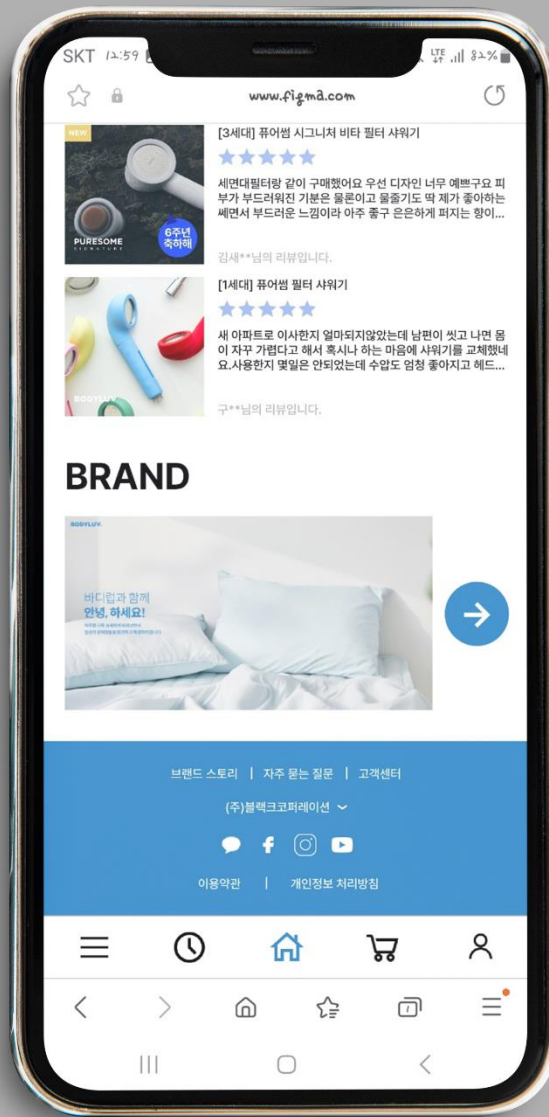 SKT 12:59
LTE 82%
www.figma.com
NEW
PURESOME
SIGNATURE
6주년
축하해
[3세대] 퓨어썸 시그니처 비타 필터 샤워기
세면대필터랑 같이 구매했어요 우선 디자인 너무 예쁘구요 피
부가 부드러워진 기분은 물론이고 물줄기도 딱 제가 좋아하는
쎄면서 부드러운 느낌이라 아주 좋구 은은하게 퍼지는 향이...
김새**님의 리뷰입니다.
BODYLUV
[1세대] 퓨어썸 필터 샤워기
새 아파트로 이사한지 얼마되지않았는데 남편이 씻고 나면 몸
이 자꾸 가렵다고 해서 혹시나 하는 마음에 샤워기를 교체했네
요.사용한지 몇일은 안되었는데 수압도 엄청 좋아지고 헤드...
구**님의 리뷰입니다.
BRAND
BODYLUV.
바디럽과 함께
안녕, 하세요!
브랜드 스토리 | 자주 묻는 질문 | 고객센터
(주)블랙크코퍼레이션
이용약관 | 개인정보 처리방침
1